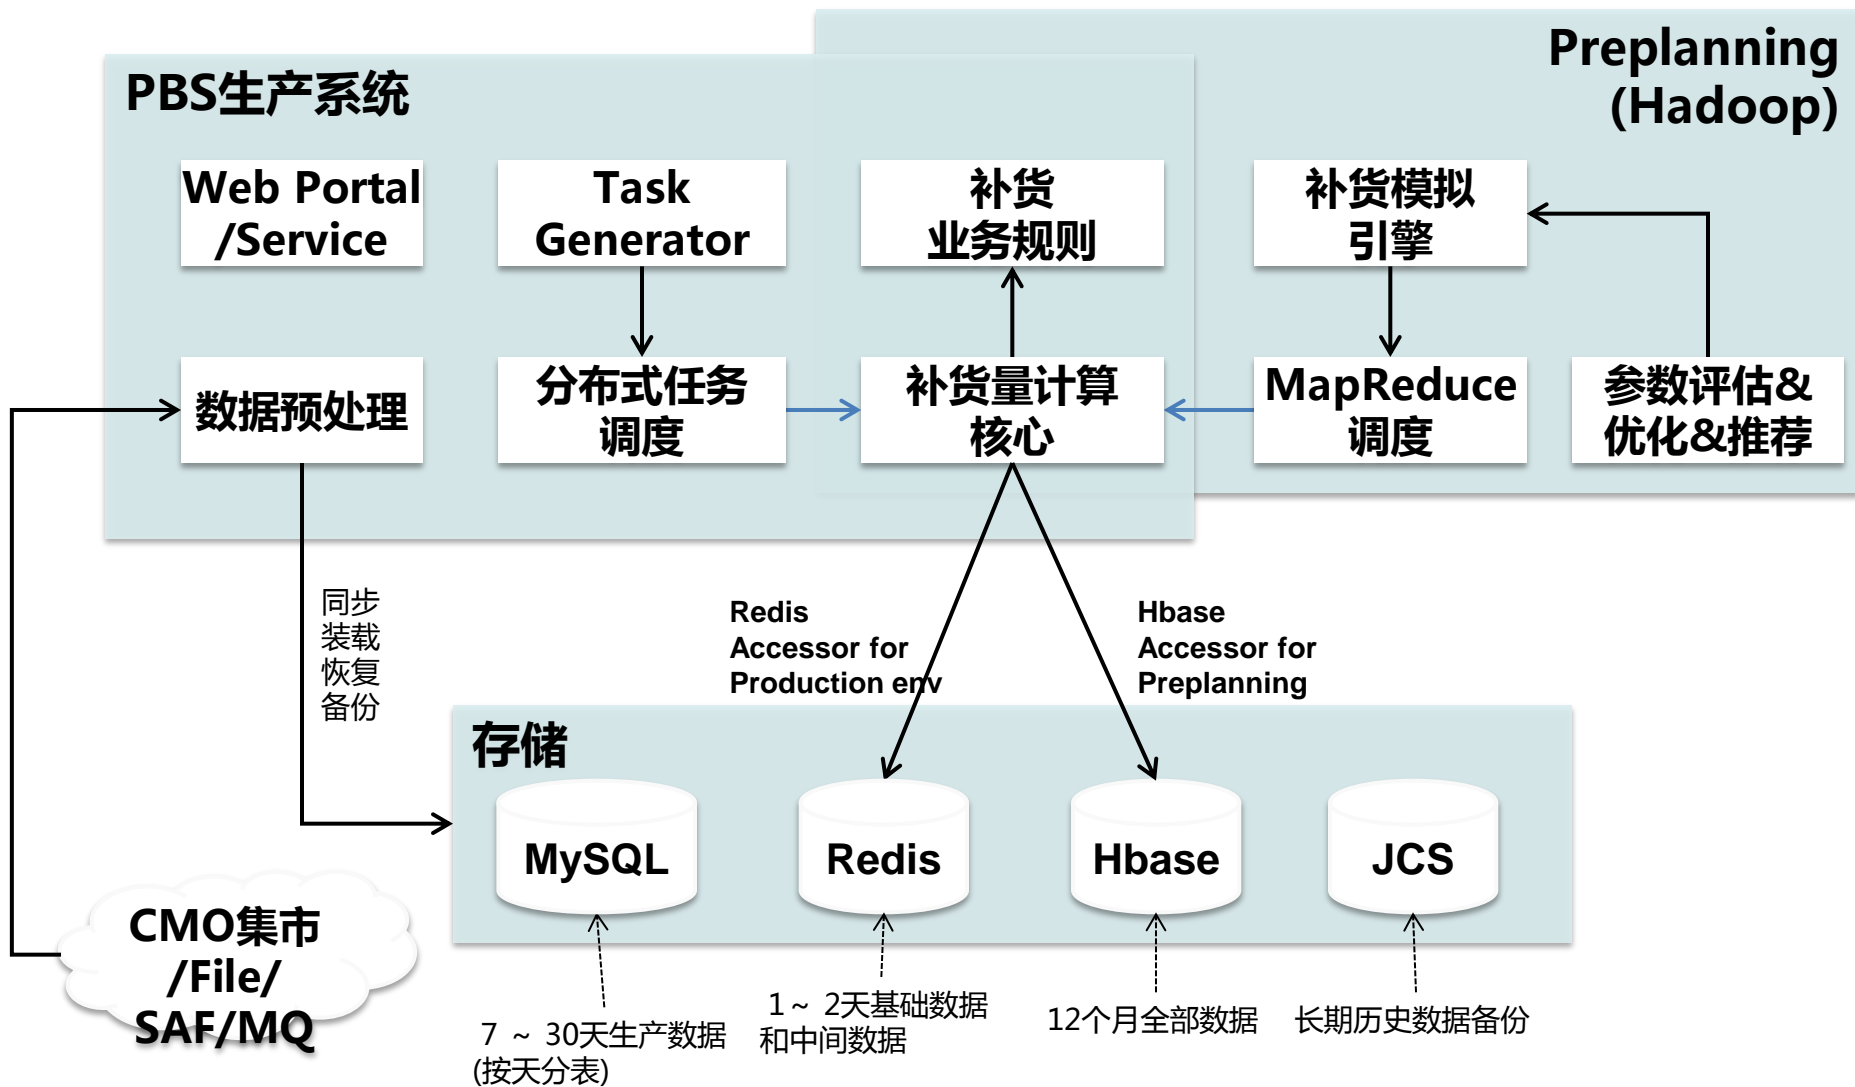 Preplanning
(Hadoop)
PBS生产系统
Web Portal
/Service
Task
Generator
补货
业务规则
补货模拟
引擎
数据预处理
分布式任务
调度
补货量计算
核心
MapReduce
调度
参数评估&
优化&推荐
同步
装载
恢复
备份
Redis
Accessor for
Production env
Hbase
Accessor for
Preplanning
存储
MySQL
Redis
Hbase
JCS
CMO集市
/File/
SAF/MQ
7 ~ 30天生产数据
(按天分表)
1~ 2天基础数据
和中间数据
12个月全部数据
长期历史数据备份